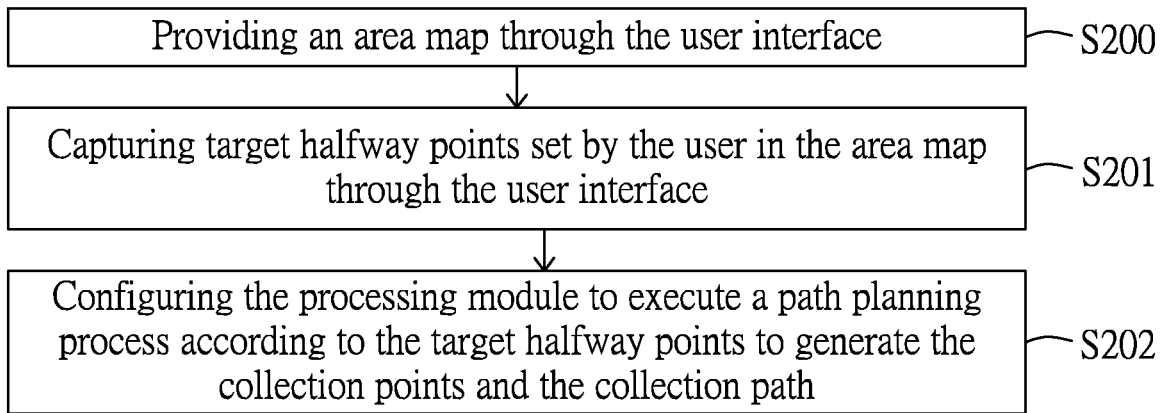 Providing an area map through the user interface
S200
Capturing target halfway points set by the user in the area map
through the user interface
S201
Configuring the processing module to execute a path planning
process according to the target halfway points to generate the
collection points and the collection path
S202